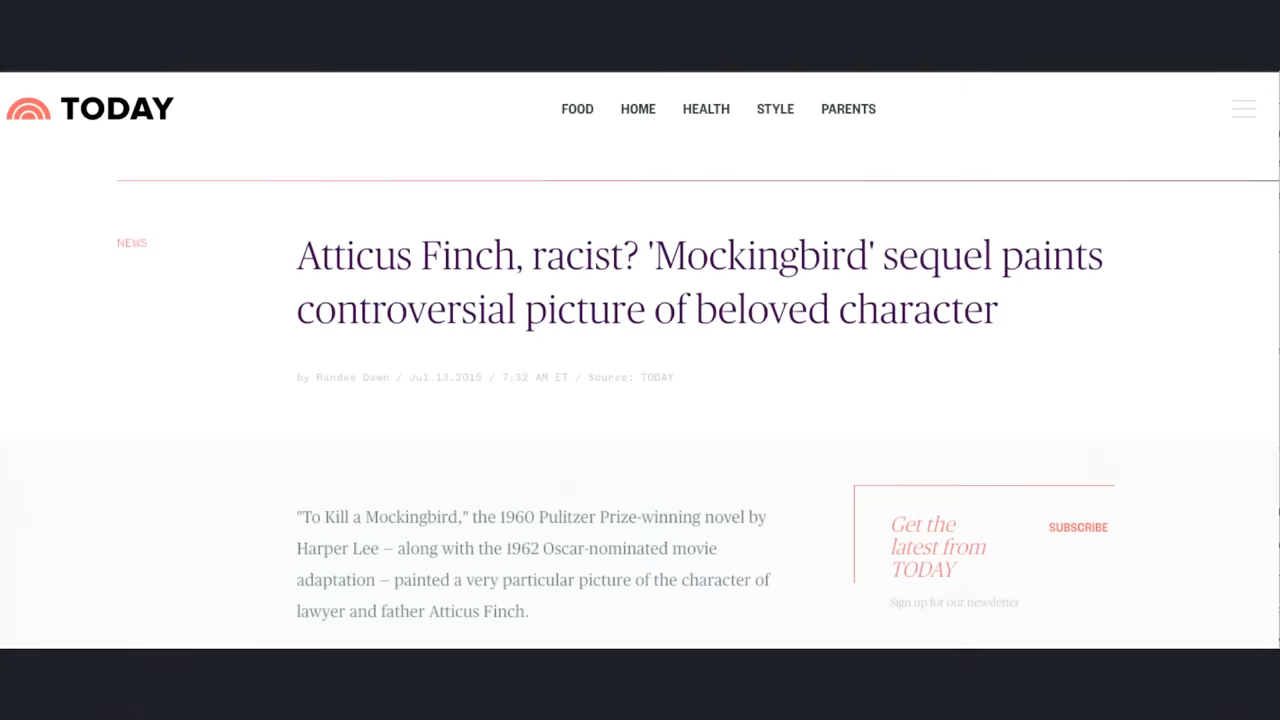 TODAY
FOOD HOME HEALTH STYLE PARENTS
NEWS
Atticus Finch, racist? 'Mockingbird' sequel paints
controversial picture of beloved character
by Randee Dawn / Jul.13.2015 / 7:32 AM ET / Source: TODAY
"To Kill a Mockingbird," the 1960 Pulitzer Prize-winning novel by
Harper Lee — along with the 1962 Oscar-nominated movie
adaptation — painted a very particular picture of the character of
lawyer and father Atticus Finch.
Get the
latest from
TODAY
SUBSCRIBE
Sign up for our newsletter